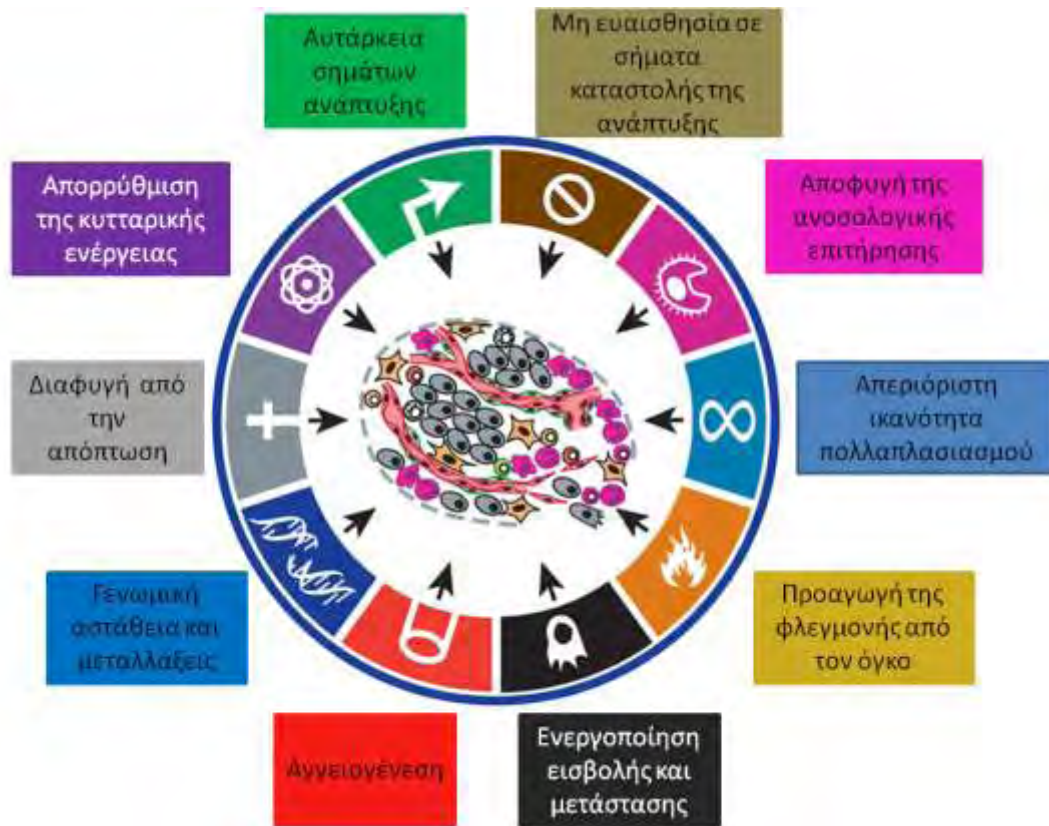 Αυτάρκεια
σημάτων
ανάπτυξης
Μη ευαισθησία σε
σήματα
καταστολής της
ανάπτυξης
Απορρύθμιση
της κυτταρικής
ενέργειας
Αποφυγή της
ανοσολογικής
επιτήρησης
Διαφυγή από
την
απόπτωση
Απεριόριστη
ικανότητα
πολλαπλασιασμού
Γενωμική
αστάθεια και
μεταλλάξεις
Προαγωγή της
φλεγμονής από
τον όγκο
Αγγειογένεση
Ενεργοποίηση
εισβολής και
μετάστασης